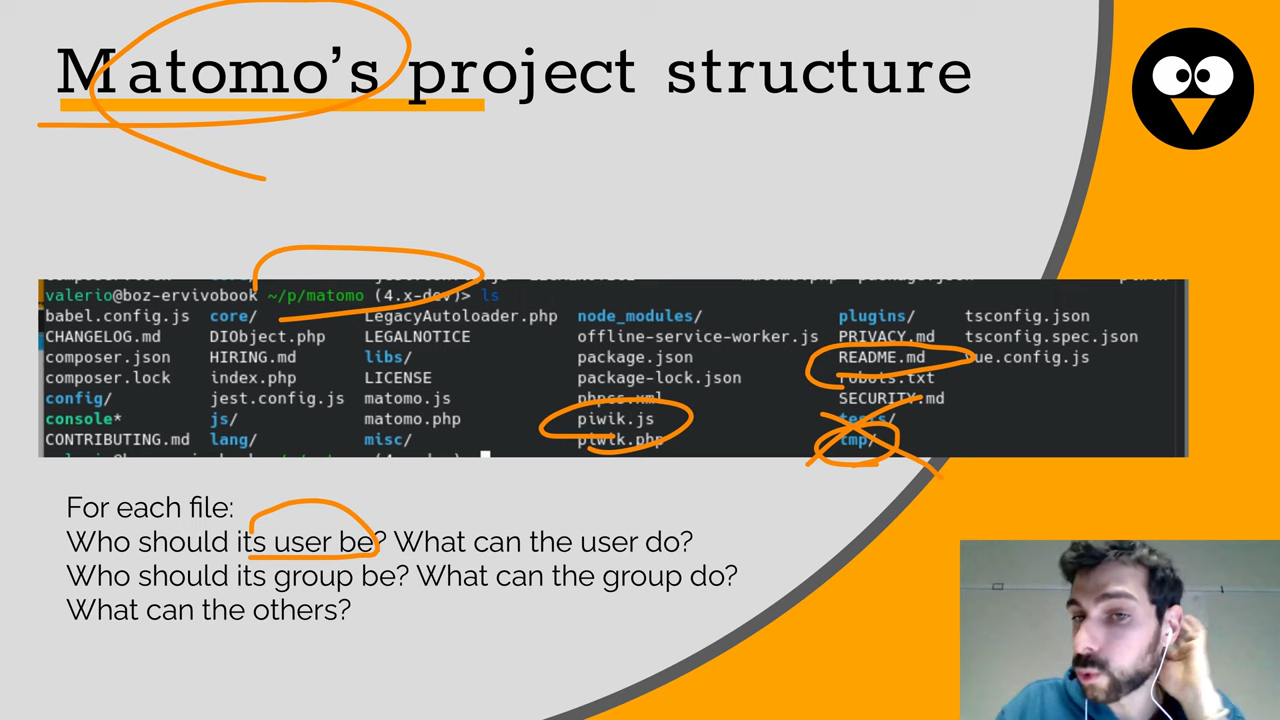 Matomo's project structure
valerio@boz-ervivobook ~/p/matomo (4.x-dev)> ls
babel.config.js core/ LegacyAutoloader.php node_modules/ plugins/ tsconfig.json
CHANGELOG.md DIObject.php LEGALNOTICE offline-service-worker.js PRIVACY.md tsconfig.spec.json
composer.json HIRING.md libs/ package.json README.md vue.config.js
composer.lock index.php LICENSE package-lock.json robots.txt
config/ jest.config.js matomo.js phpcs.xml SECURITY.md
console* js/ matomo.php piwik.js tests/
CONTRIBUTING.md lang/ misc/ piwik.php tmp/
For each file:
Who should its user be? What can the user do?
Who should its group be? What can the group do?
What can the others?